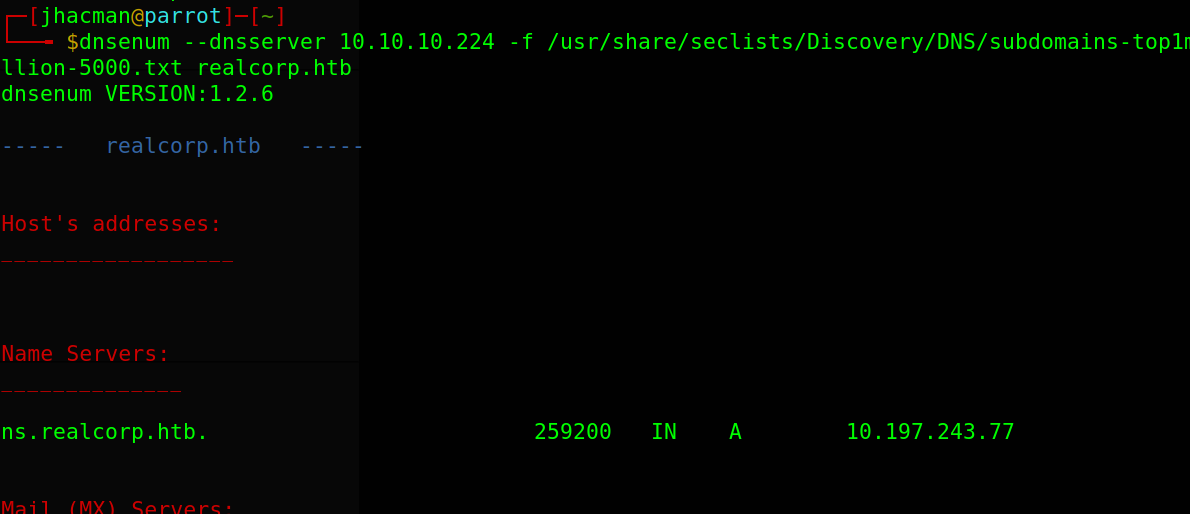 ┌─[jhacman@parrot]─[~]
└──╼ $dnsenum --dnsserver 10.10.10.224 -f /usr/share/seclists/Discovery/DNS/subdomains-top1m
llion-5000.txt realcorp.htb
dnsenum VERSION:1.2.6
-----   realcorp.htb   -----
Host's addresses:
__________________
Name Servers:
______________
ns.realcorp.htb.                         259200   IN    A        10.197.243.77
Mail (MX) Servers: